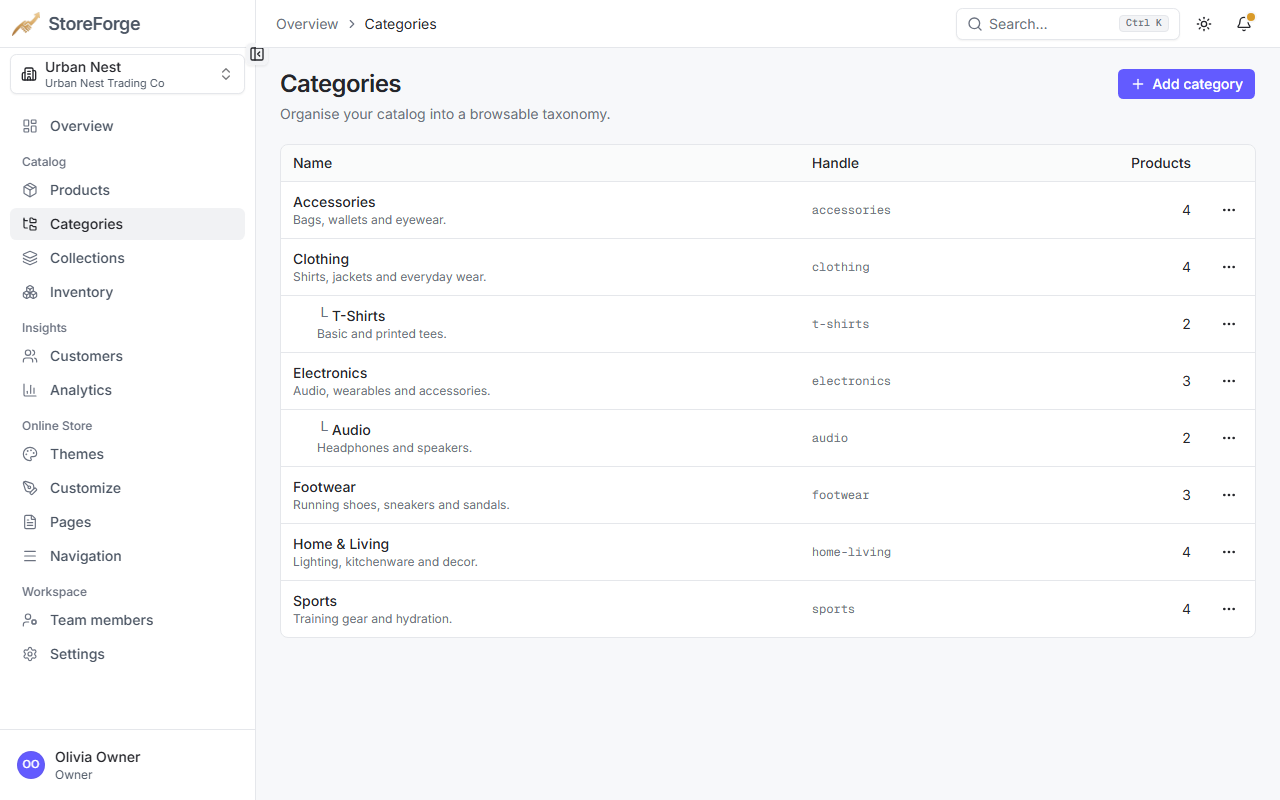 StoreForge
Overview
Categories
Search...
Ctrl K
Urban Nest
Urban Nest Trading Co
Overview
Catalog
Products
Categories
Collections
Inventory
Insights
Customers
Analytics
Online Store
Themes
Customize
Pages
Navigation
Workspace
Team members
Settings
OO
Olivia Owner
Owner
Categories
Organise your catalog into a browsable taxonomy.
Add category
Name Handle Products
Accessories
Bags, wallets and eyewear.
accessories
4
Clothing
Shirts, jackets and everyday wear.
clothing
4
└ T-Shirts
Basic and printed tees.
t-shirts
2
Electronics
Audio, wearables and accessories.
electronics
3
└ Audio
Headphones and speakers.
audio
2
Footwear
Running shoes, sneakers and sandals.
footwear
3
Home & Living
Lighting, kitchenware and decor.
home-living
4
Sports
Training gear and hydration.
sports
4